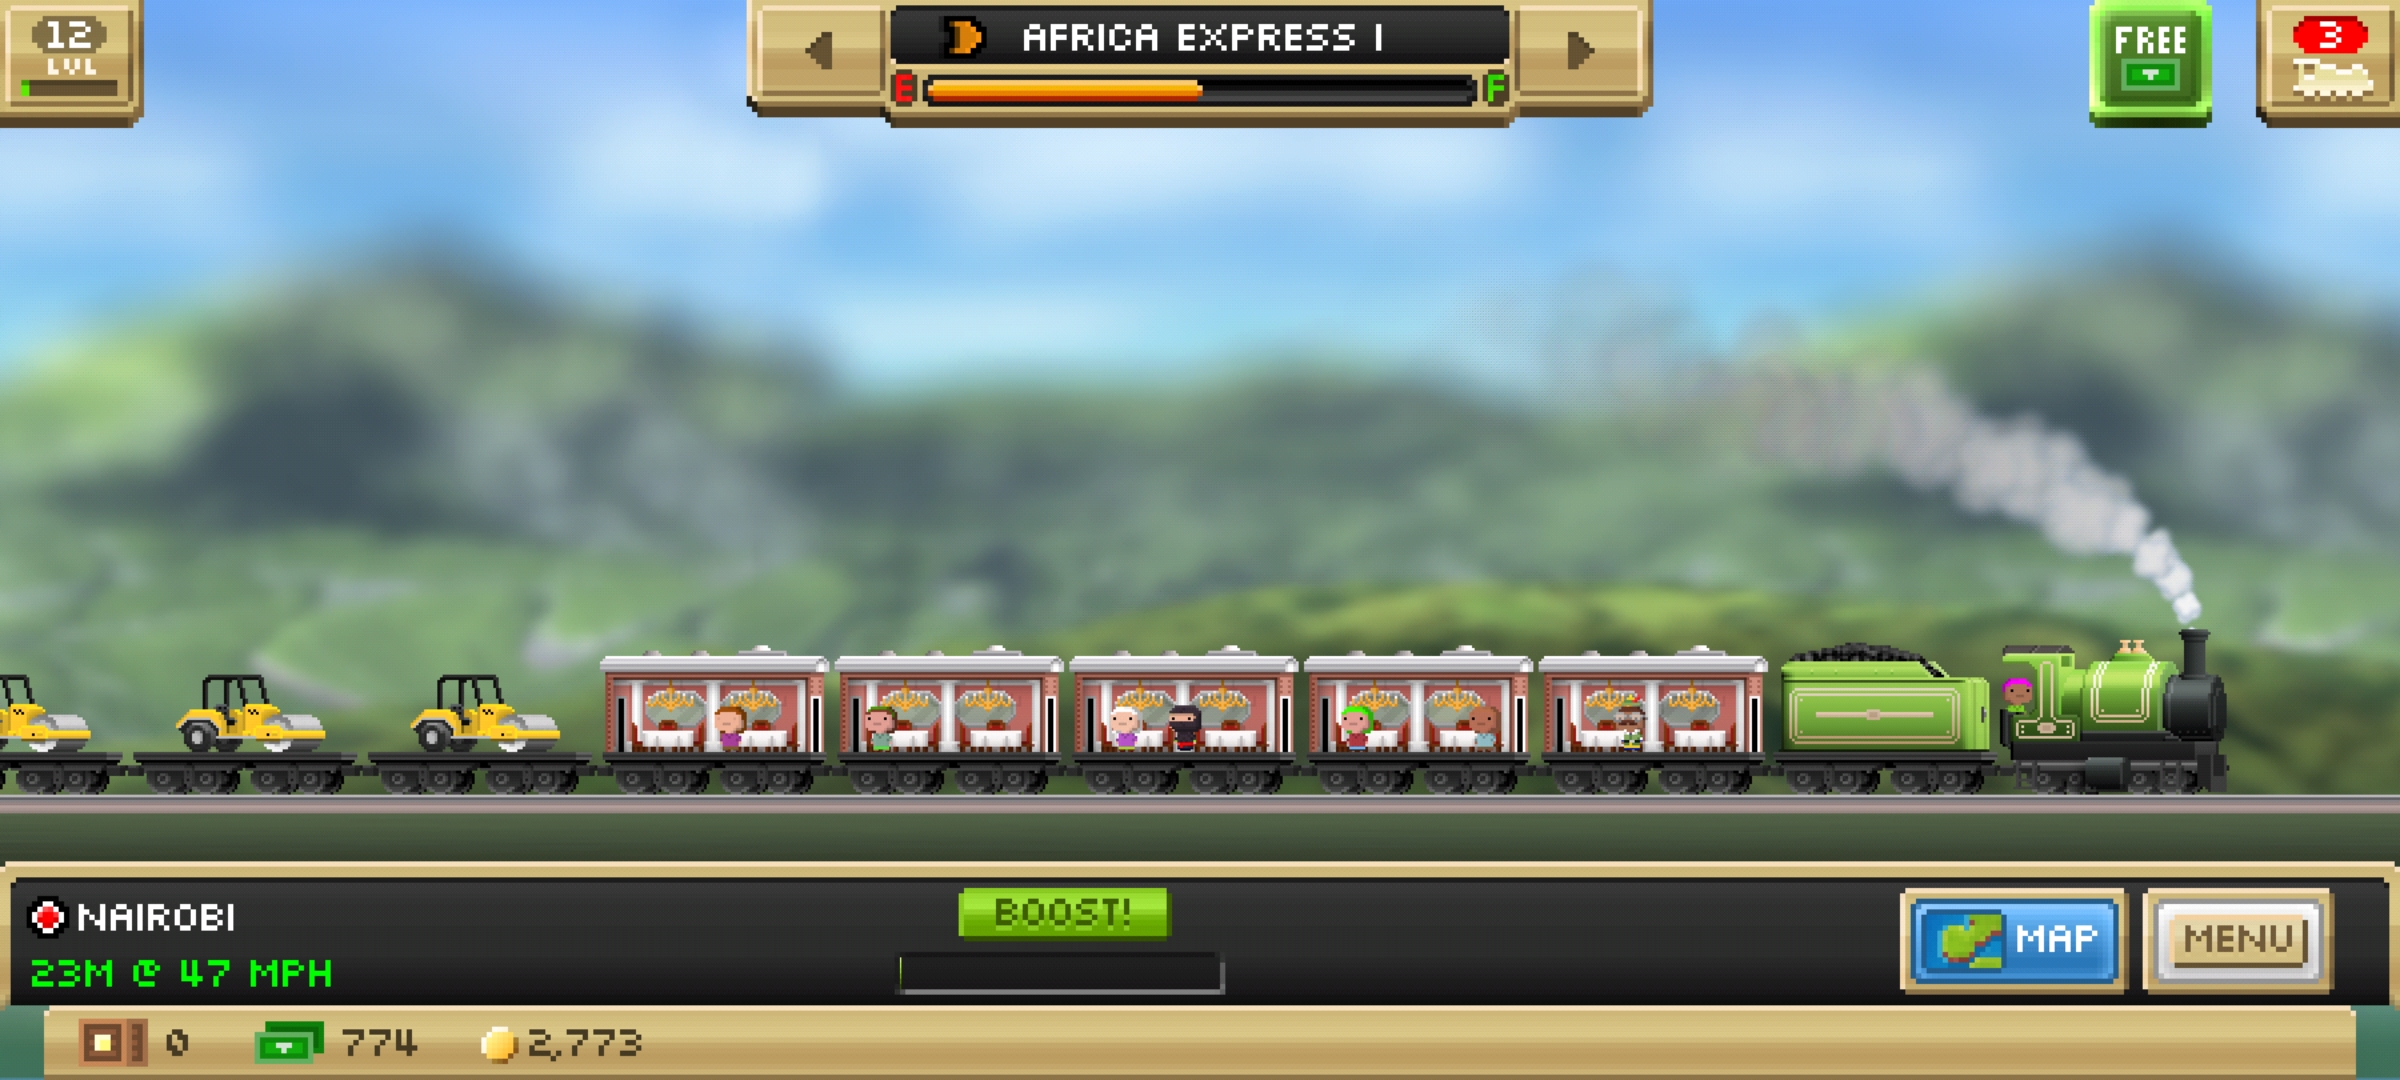 12
LVL
AFRICA EXPRESS I
E F
FREE
3
NAIROBI
23M @ 47 MPH
BOOST!
MAP
MENU
0 774 2,773